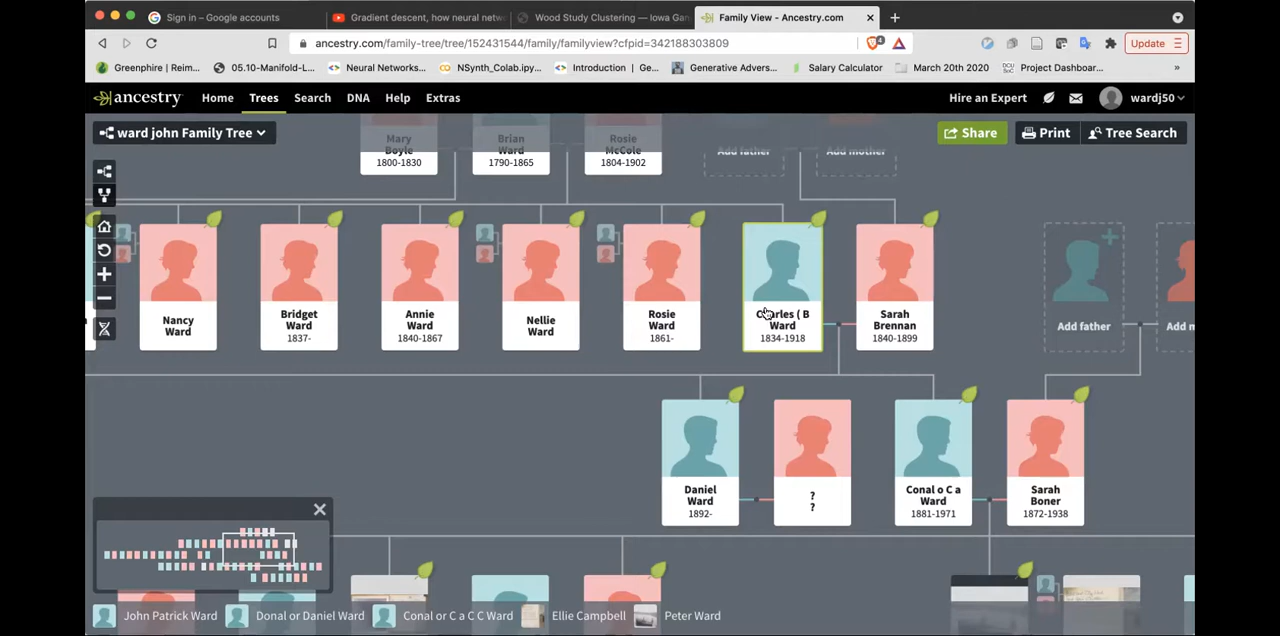 Sign in – Google accounts
Gradient descent, how neural netw
Wood Study Clustering — Iowa Gam
Family View - Ancestry.com
ancestry.com/family-tree/tree/152431544/family/familyview?cfpid=342188303809
4
Update
Greenphire | Reim...
05.10-Manifold-L...
Neural Networks...
NSynth_Colab.ipy...
Introduction | Ge...
Generative Advers...
Salary Calculator
March 20th 2020
Project Dashboar...
»
ancestry
Home
Trees
Search
DNA
Help
Extras
Hire an Expert
wardj50
ward john Family Tree
Share
Print
Tree Search
Mary
Boyle
1800-1830
Brian
Ward
1790-1865
Rosie
McCole
1804-1902
Add father
Add mother
Nancy
Ward
Bridget
Ward
1837-
Annie
Ward
1840-1867
Nellie
Ward
Rosie
Ward
1861-
Charles ( B
Ward
1834-1918
Sarah
Brennan
1840-1899
Add father
Add m
Daniel
Ward
1892-
?
?
Conal o C a
Ward
1881-1971
Sarah
Boner
1872-1938
John Patrick Ward
Donal or Daniel Ward
Conal or C a C C Ward
Ellie Campbell
Peter Ward